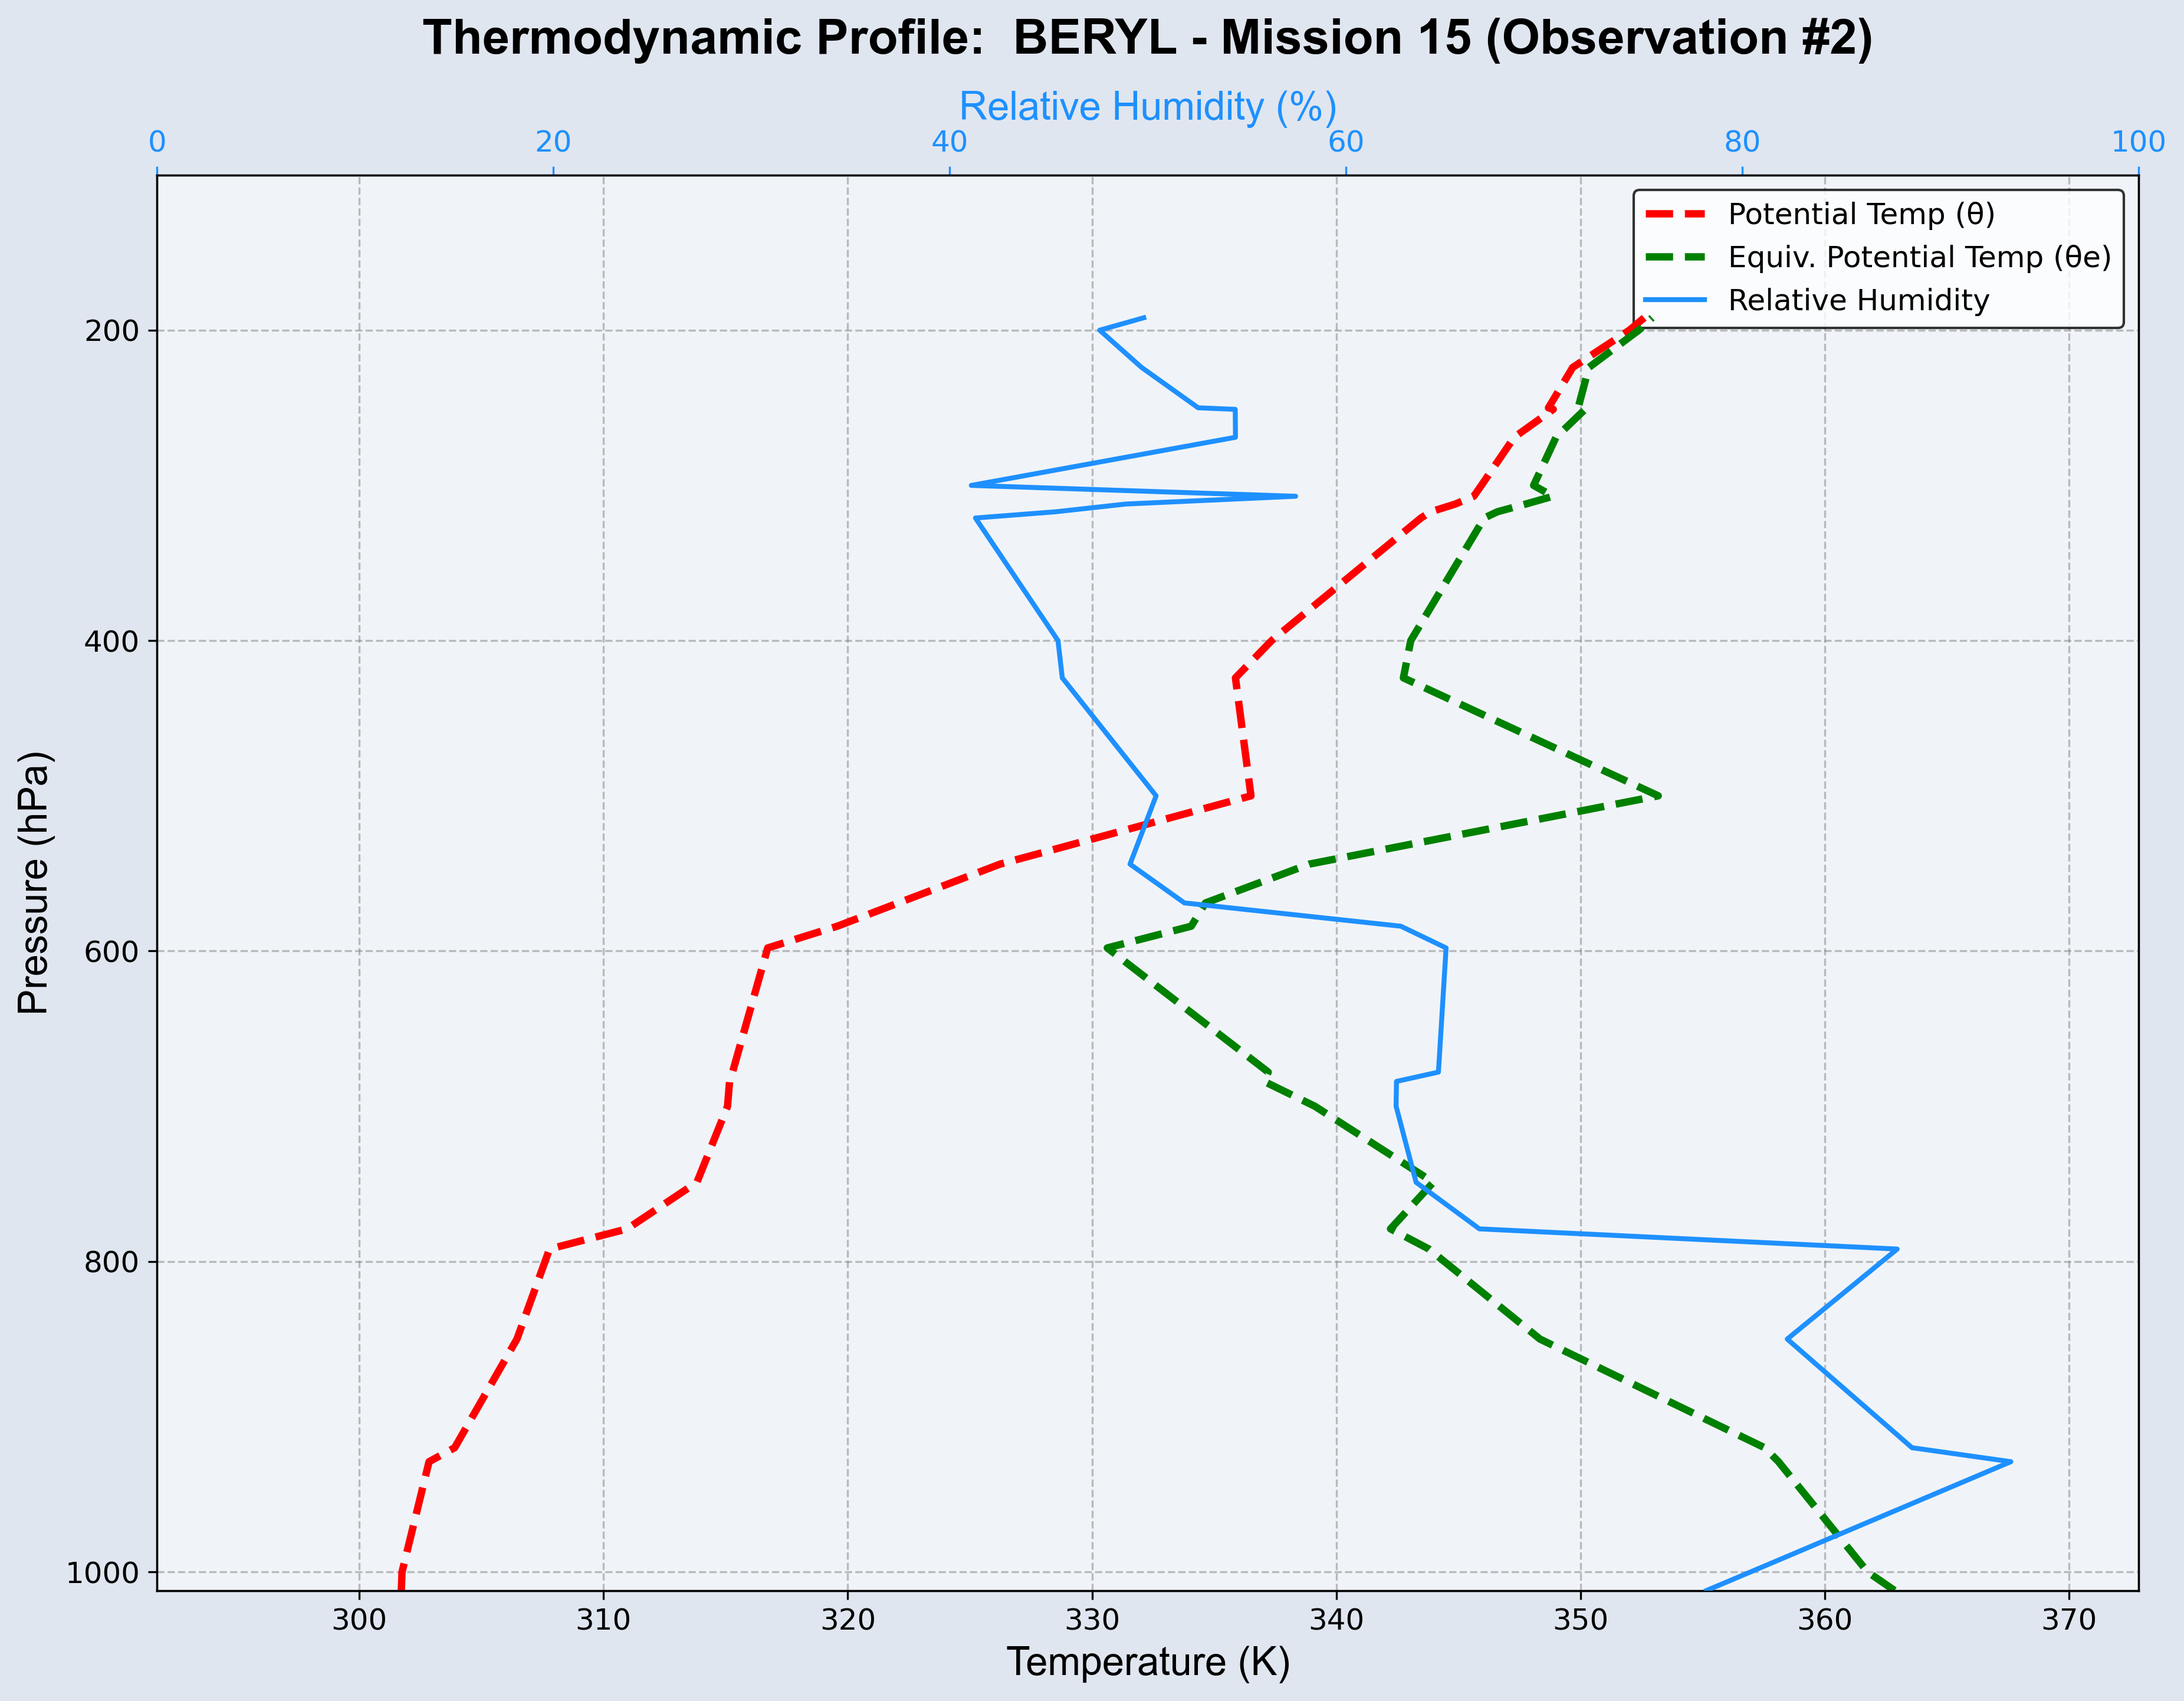 Thermodynamic Profile:  BERYL - Mission 15 (Observation #2)
Relative Humidity (%)
0 20 40 60 80 100
Potential Temp (θ)
Equiv. Potential Temp (θe)
Relative Humidity
Pressure (hPa)
200
400
600
800
1000
300 310 320 330 340 350 360 370
Temperature (K)